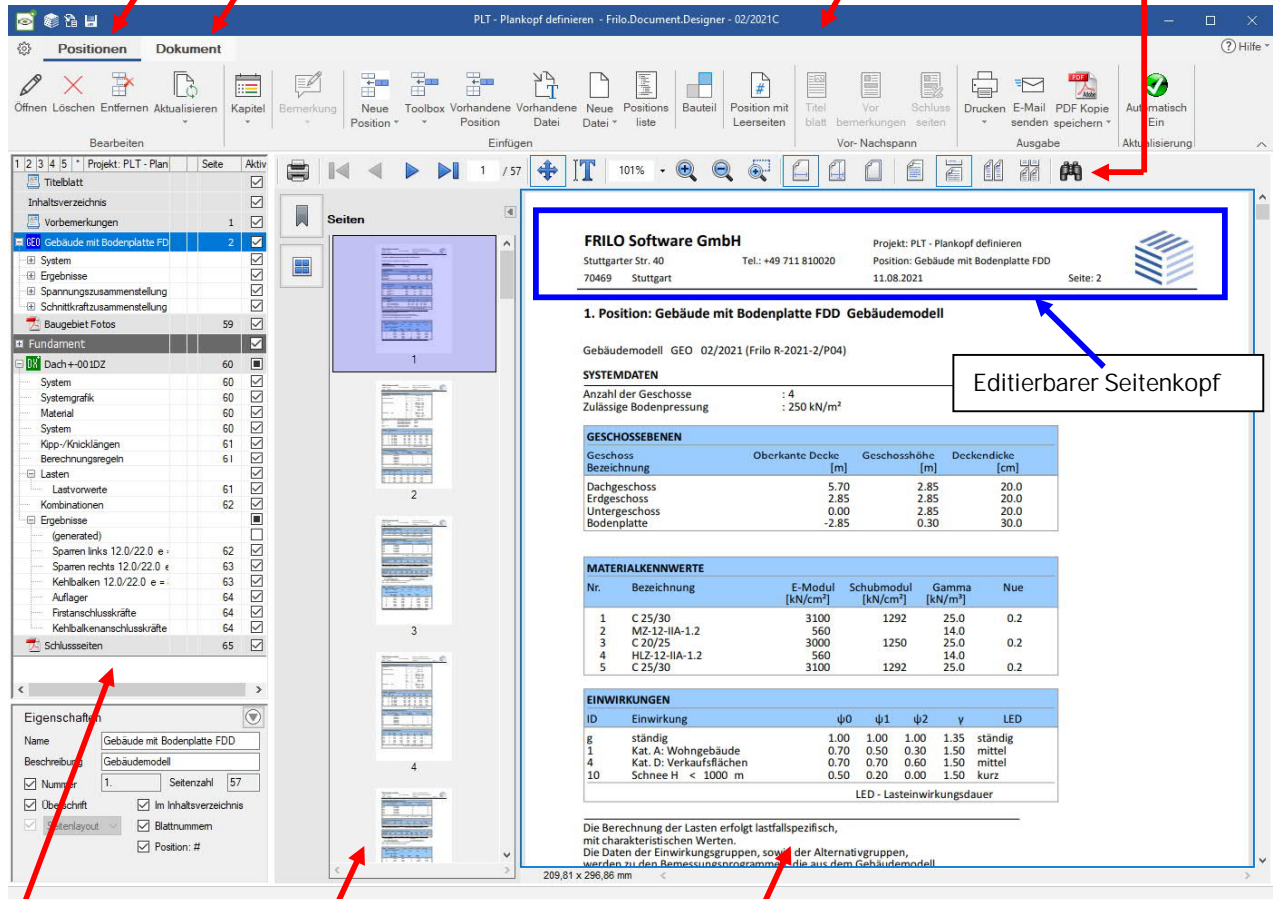 PLT - Plankopf definieren - Frilo.Document.Designer - 02/2021C
Positionen Dokument
Hilfe
Öffnen Löschen Entfernen Aktualisieren Kapitel Bemerkung Neue Position Toolbox Vorhandene Position Vorhandene Datei Neue Datei Positions liste Bauteil Position mit Leerseiten Titel blatt Vor bemerkungen Schluss seiten Drucken E-Mail senden PDF Kopie speichern Automatisch Ein
Bearbeiten Einfügen Vor- Nachspann Ausgabe Aktualisierung
1 2 3 4 5 * Projekt: PLT - Plan Seite Aktiv
Titelblatt
Inhaltsverzeichnis
Vorbemerkungen 1
GEO Gebäude mit Bodenplatte FD 2
System
Ergebnisse
Spannungszusammenstellung
Schnittkraftzusammenstellung
Baugebiet Fotos 59
Fundament
DX Dach+-001DZ 60
System 60
Systemgrafik 60
Material 60
System 60
Kipp-/Knicklängen 61
Berechnungsregeln 61
Lasten
Lastvorwerte 61
Kombinationen 62
Ergebnisse
(generated)
Sparren links 12.0/22.0 e = 62
Sparren rechts 12.0/22.0 e 63
Kehlbalken 12.0/22.0 e = 63
Auflager 64
Firstanschlusskräfte 64
Kehlbalkenanschlusskräfte 64
Schlussseiten 65
Eigenschaften
Name Gebäude mit Bodenplatte FDD
Beschreibung Gebäudemodell
Nummer 1. Seitenzahl 57
Überschrift Im Inhaltsverzeichnis
Seitenlayout Blattnummern
Position: #
1 / 57 101%
Seiten
1
2
3
4
FRILO Software GmbH Projekt: PLT - Plankopf definieren
Stuttgarter Str. 40 Tel.: +49 711 810020 Position: Gebäude mit Bodenplatte FDD
70469 Stuttgart 11.08.2021 Seite: 2
1. Position: Gebäude mit Bodenplatte FDD Gebäudemodell
Editierbarer Seitenkopf
Gebäudemodell GEO 02/2021 (Frilo R-2021-2/P04)
SYSTEMDATEN
Anzahl der Geschosse : 4
Zulässige Bodenpressung : 250 kN/m²
GESCHOSSEBENEN
Geschoss Oberkante Decke Geschosshöhe Deckendicke
Bezeichnung [m] [m] [cm]
Dachgeschoss 5.70 2.85 20.0
Erdgeschoss 2.85 2.85 20.0
Untergeschoss 0.00 2.85 20.0
Bodenplatte -2.85 0.30 30.0
MATERIALKENNWERTE
Nr. Bezeichnung E-Modul Schubmodul Gamma Nue
[kN/cm²] [kN/cm²] [kN/m³]
1 C 25/30 3100 1292 25.0 0.2
2 MZ-12-IIA-1.2 560 14.0
3 C 20/25 3000 1250 25.0 0.2
4 HLZ-12-IIA-1.2 560 14.0
5 C 25/30 3100 1292 25.0 0.2
EINWIRKUNGEN
ID Einwirkung ψ0 ψ1 ψ2 γ LED
g ständig 1.00 1.00 1.00 1.35 ständig
1 Kat. A: Wohngebäude 0.70 0.50 0.30 1.50 mittel
4 Kat. D: Verkaufsflächen 0.70 0.70 0.60 1.50 mittel
10 Schnee H < 1000 m 0.50 0.20 0.00 1.50 kurz
LED - Lasteinwirkungsdauer
Die Berechnung der Lasten erfolgt lastfallspezifisch,
mit charakteristischen Werten.
Die Daten der Einwirkungsgruppen, sowie der Alternativgruppen,
werden zu den Bemessungsprogrammen, die aus dem Gebäudemodell
209,81 x 296,86 mm